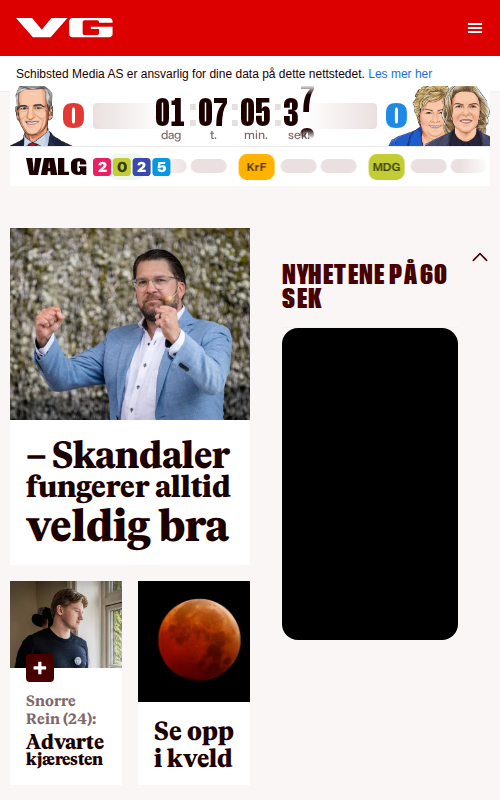 VG
Schibsted Media AS er ansvarlig for dine data på dette nettstedet. Les mer her
0 01 : 07 : 05 : 37 0
dag t. min. sek.
VALG 2025 KrF MDG
– Skandaler
fungerer alltid
veldig bra
NYHETENE PÅ 60
SEK
Snorre
Rein (24):
Advarte
kjæresten
Se opp
i kveld